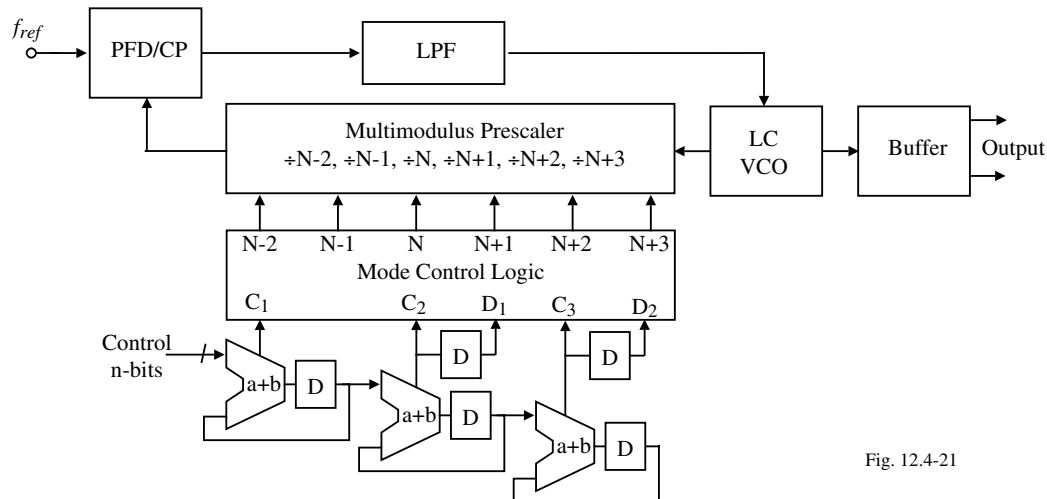 f_ref
PFD/CP
LPF
Multimodulus Prescaler
÷N-2, ÷N-1, ÷N, ÷N+1, ÷N+2, ÷N+3
LC
VCO
Buffer
Output
N-2 N-1 N N+1 N+2 N+3
Mode Control Logic
C1 C2 D1 C3 D2
Control
n-bits
D D
a+b D
a+b D
a+b D
Fig. 12.4-21